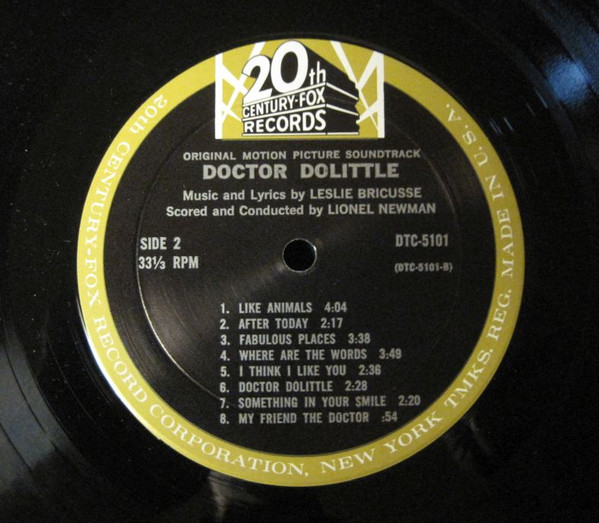 20th
CENTURY-FOX
RECORDS
ORIGINAL MOTION PICTURE SOUNDTRACK
DOCTOR DOLITTLE
Music and Lyrics by LESLIE BRICUSSE
Scored and Conducted by LIONEL NEWMAN
SIDE 2
33⅓ RPM
DTC-5101
(DTC-5101-B)
1. LIKE ANIMALS 4:04
2. AFTER TODAY 2:17
3. FABULOUS PLACES 3:38
4. WHERE ARE THE WORDS 3:49
5. I THINK I LIKE YOU 2:36
6. DOCTOR DOLITTLE 2:28
7. SOMETHING IN YOUR SMILE 2:20
8. MY FRIEND THE DOCTOR :54
20th CENTURY-FOX RECORD CORPORATION, NEW YORK TMKS. REG. MADE IN U.S.A.